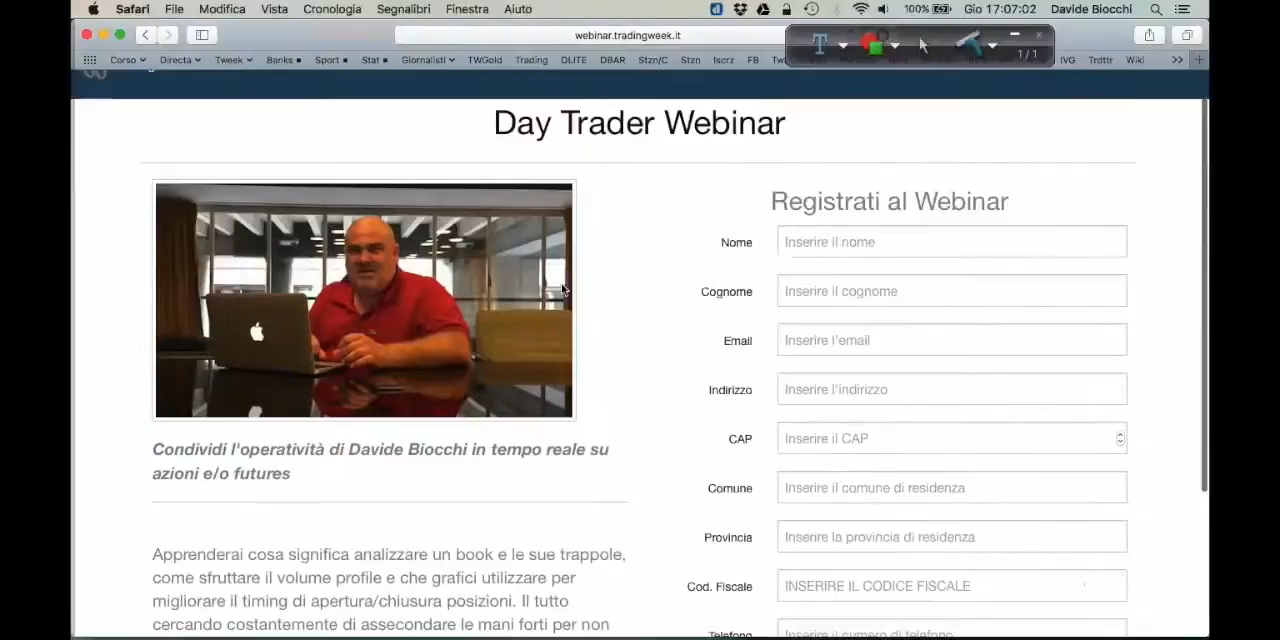 Safari File Modifica Vista Cronologia Segnalibri Finestra Aiuto 100% Gio 17:07:02 Davide Biocchi
webinar.tradingweek.it
T 1/1
Corso Directa Tweek Banks Sport Stat Giornalisti TWGold Trading DLITE DBAR Stzn/C Stzn Iscrz FB IVG Trdttr Wiki
Day Trader Webinar
Registrati al Webinar
Nome Inserire il nome
Cognome Inserire il cognome
Email Inserire l'email
Indirizzo Inserire l'indirizzo
CAP Inserire il CAP
Comune Inserire il comune di residenza
Provincia Inserire la provincia di residenza
Cod. Fiscale INSERIRE IL CODICE FISCALE
Telefono Inserire il numero di telefono
Condividi l'operatività di Davide Biocchi in tempo reale su
azioni e/o futures
Apprenderai cosa significa analizzare un book e le sue trappole,
come sfruttare il volume profile e che grafici utilizzare per
migliorare il timing di apertura/chiusura posizioni. Il tutto
cercando costantemente di assecondare le mani forti per non